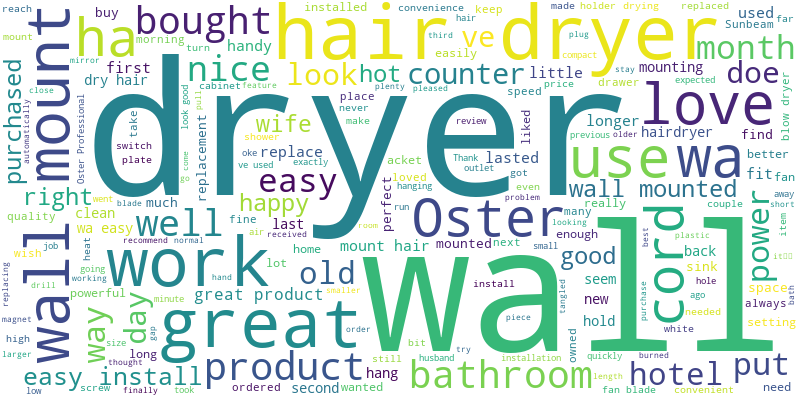 reach
buy
bought
ha
installed
convenience
keep
mount
morning
turn
handy
easily
hair
dryer
hair
third
plug
ve
compact
made
holder drying
replaced
used
Sunbeam
far
month
mirror
nice
look
hot
counter
little
mounting
doe
blow dryer
purchased
automatically
close
mount
Oster Professional
dry hair
first
cabinet
feature
pull
place
never
make
speed
price
drawer
stay
expected
plenty
pleased
love
look good
take
switch
plate
replacement
wife
shower
liked
longer
hairdryer
find
previous
older
review
dryer
right
oke
replace
easy
acket
Thank
outlet
lasted
use
wa
better
fit
fan
go
come
exactly
ve used
loved
got
even
problem
hanging
run
perfect
many
really
couple
away
short
item
quality
clean
went
blade
much
happy
last
fine
well
Oster
wall mounted
wall
wish
job
wa easy
heat
air
received
room
mount hair
mounted
next
enough
looking
small
tangled
cord
best
plastic
back
sink
power
always
bath
high
going
working
recommend
normal
work
home
lot
hand
smaller
old
install
wall
good
seem
new
hold
purchase
hole
ago
needed
space
setting
white
replacing
drill
powerful
minute
way
day
great product
great
magnet
larger
size
thought
long
gap
order
bit
still
husband
try
piece
installation
owned
quickly
burned
easy install
low
screw
finally
took
product
ordered
second
wanted
hang
bathroom
fan blade
length
hotel
convenient
put
need